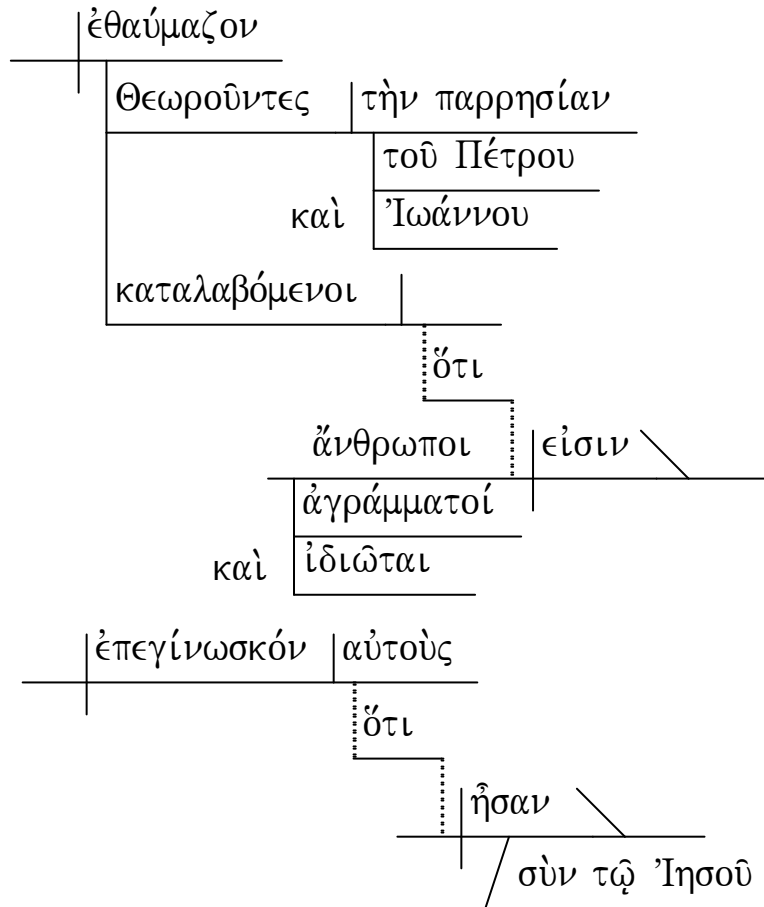 ἐθαύμαζον
Θεωροῦντες τὴν παρρησίαν
τοῦ Πέτρου
καὶ Ἰωάννου
καταλαβόμενοι
ὅτι
ἄνθρωποι εἰσιν
ἀγράμματοί
καὶ ἰδιῶται
ἐπεγίνωσκόν αὐτοὺς
ὅτι
ἦσαν
σὺν τῷ Ἰησοῦ